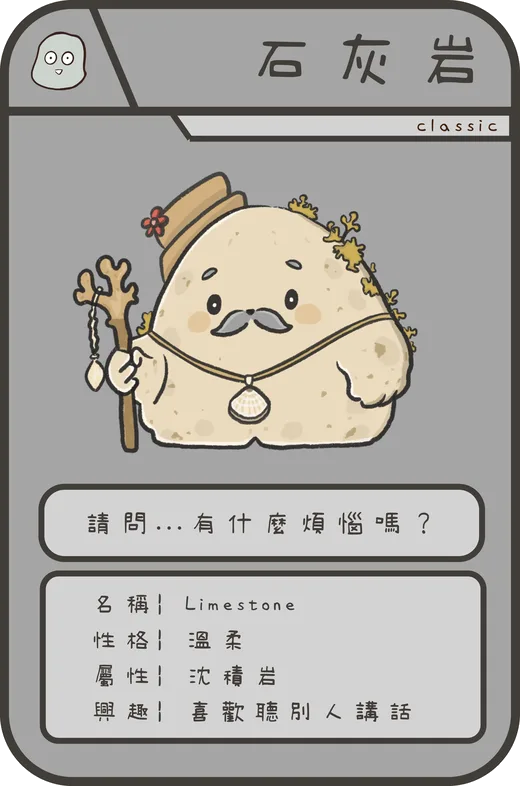 石灰岩
classic
請問...有什麼煩惱嗎？
名稱| Limestone
性格| 溫柔
屬性| 沈積岩
興趣| 喜歡聽別人講話